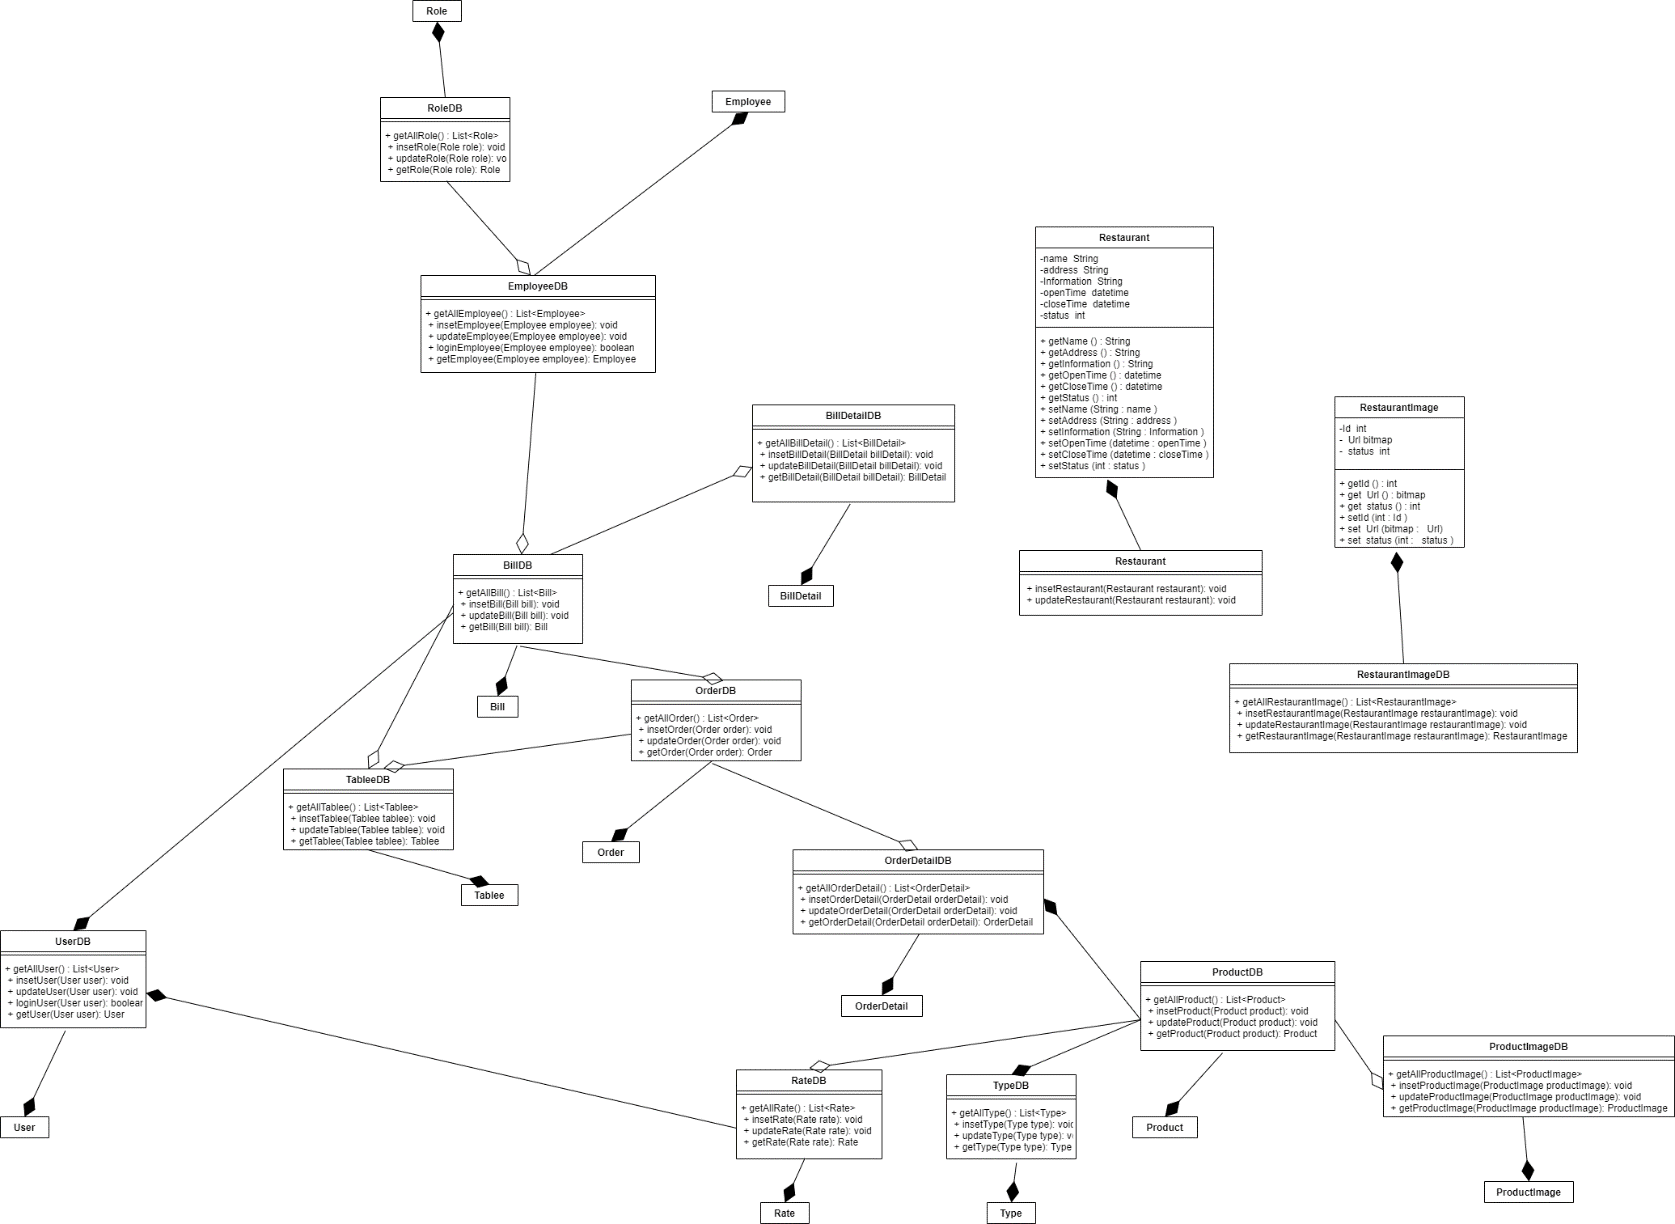 Role
RoleDB
+ getAllRole() : List<Role>
+ insetRole(Role role): void
+ updateRole(Role role): vo
+ getRole(Role role): Role
Employee
EmployeeDB
+ getAllEmployee() : List<Employee>
+ insetEmployee(Employee employee): void
+ updateEmployee(Employee employee): void
+ loginEmployee(Employee employee): boolean
+ getEmployee(Employee employee): Employee
Restaurant
-name String
-address String
-Information String
-openTime datetime
-closeTime datetime
-status int
+ getName () : String
+ getAddress () : String
+ getInformation () : String
+ getOpenTime () : datetime
+ getCloseTime () : datetime
+ getStatus () : int
+ setName (String : name )
+ setAddress (String : address )
+ setInformation (String : Information )
+ setOpenTime (datetime : openTime )
+ setCloseTime (datetime : closeTime )
+ setStatus (int : status )
RestaurantImage
-Id int
- Url bitmap
- status int
+ getId () : int
+ get Url () : bitmap
+ get status () : int
+ setId (int : Id )
+ set Url (bitmap : Url)
+ set status (int : status )
BillDetailDB
+ getAllBillDetail() : List<BillDetail>
+ insetBillDetail(BillDetail billDetail): void
+ updateBillDetail(BillDetail billDetail): void
+ getBillDetail(BillDetail billDetail): BillDetail
BillDetail
BillDB
+ getAllBill() : List<Bill>
+ insetBill(Bill bill): void
+ updateBill(Bill bill): void
+ getBill(Bill bill): Bill
Bill
Restaurant
+ insetRestaurant(Restaurant restaurant): void
+ updateRestaurant(Restaurant restaurant): void
RestaurantImageDB
+ getAllRestaurantImage() : List<RestaurantImage>
+ insetRestaurantImage(RestaurantImage restaurantImage): void
+ updateRestaurantImage(RestaurantImage restaurantImage): void
+ getRestaurantImage(RestaurantImage restaurantImage): RestaurantImage
OrderDB
+ getAllOrder() : List<Order>
+ insetOrder(Order order): void
+ updateOrder(Order order): void
+ getOrder(Order order): Order
Order
TableeDB
+ getAllTablee() : List<Tablee>
+ insetTablee(Tablee tablee): void
+ updateTablee(Tablee tablee): void
+ getTablee(Tablee tablee): Tablee
Tablee
OrderDetailDB
+ getAllOrderDetail() : List<OrderDetail>
+ insetOrderDetail(OrderDetail orderDetail): void
+ updateOrderDetail(OrderDetail orderDetail): void
+ getOrderDetail(OrderDetail orderDetail): OrderDetail
OrderDetail
UserDB
+ getAllUser() : List<User>
+ insetUser(User user): void
+ updateUser(User user): void
+ loginUser(User user): boolear
+ getUser(User user): User
User
ProductDB
+ getAllProduct() : List<Product>
+ insetProduct(Product product): void
+ updateProduct(Product product): void
+ getProduct(Product product): Product
Product
ProductImageDB
+ getAllProductImage() : List<ProductImage>
+ insetProductImage(ProductImage productImage): void
+ updateProductImage(ProductImage productImage): void
+ getProductImage(ProductImage productImage): ProductImage
ProductImage
RateDB
+ getAllRate() : List<Rate>
+ insetRate(Rate rate): void
+ updateRate(Rate rate): void
+ getRate(Rate rate): Rate
Rate
TypeDB
+ getAllType() : List<Type>
+ insetType(Type type): voic
+ updateType(Type type): v
+ getType(Type type): Type
Type